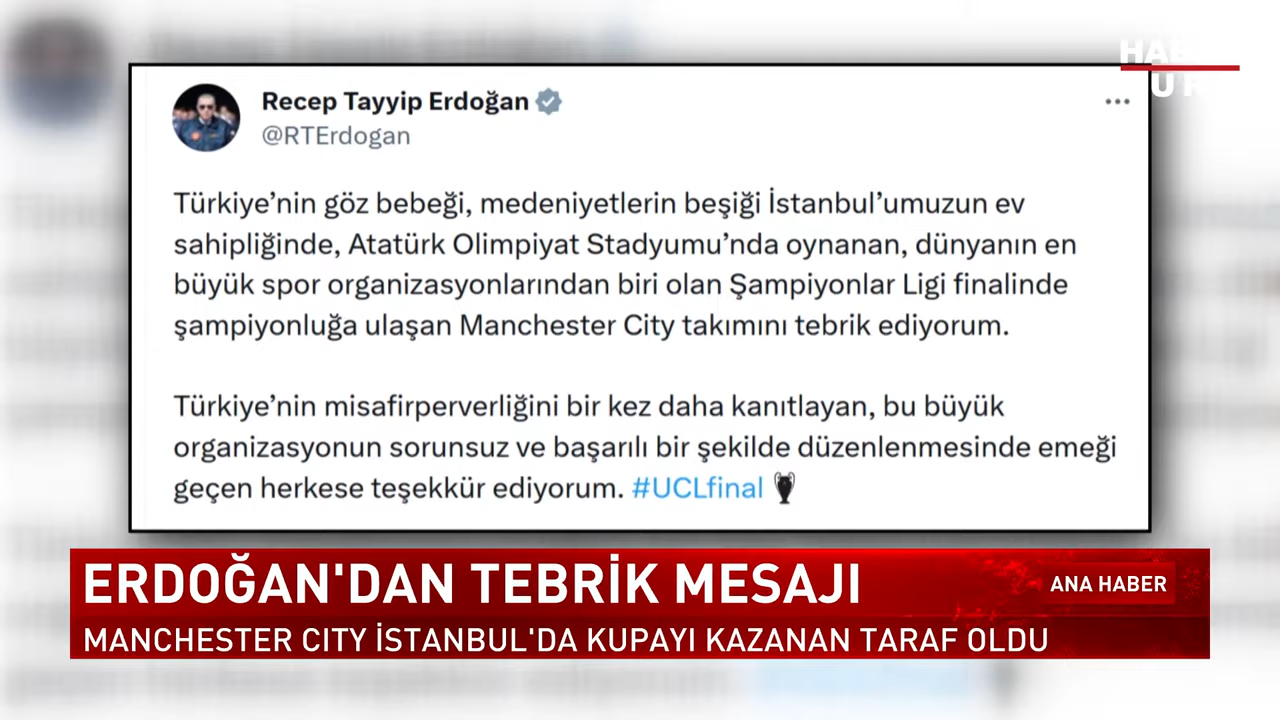 HABER
TÜRK
Recep Tayyip Erdoğan
@RTErdogan
Türkiye’nin göz bebeği, medeniyetlerin beşiği İstanbul’umuzun ev
sahipliğinde, Atatürk Olimpiyat Stadyumu’nda oynanan, dünyanın en
büyük spor organizasyonlarından biri olan Şampiyonlar Ligi finalinde
şampiyonluğa ulaşan Manchester City takımını tebrik ediyorum.
Türkiye’nin misafirperverliğini bir kez daha kanıtlayan, bu büyük
organizasyonun sorunsuz ve başarılı bir şekilde düzenlenmesinde emeği
geçen herkese teşekkür ediyorum. #UCLfinal
ERDOĞAN'DAN TEBRİK MESAJI
ANA HABER
MANCHESTER CITY İSTANBUL'DA KUPAYI KAZANAN TARAF OLDU